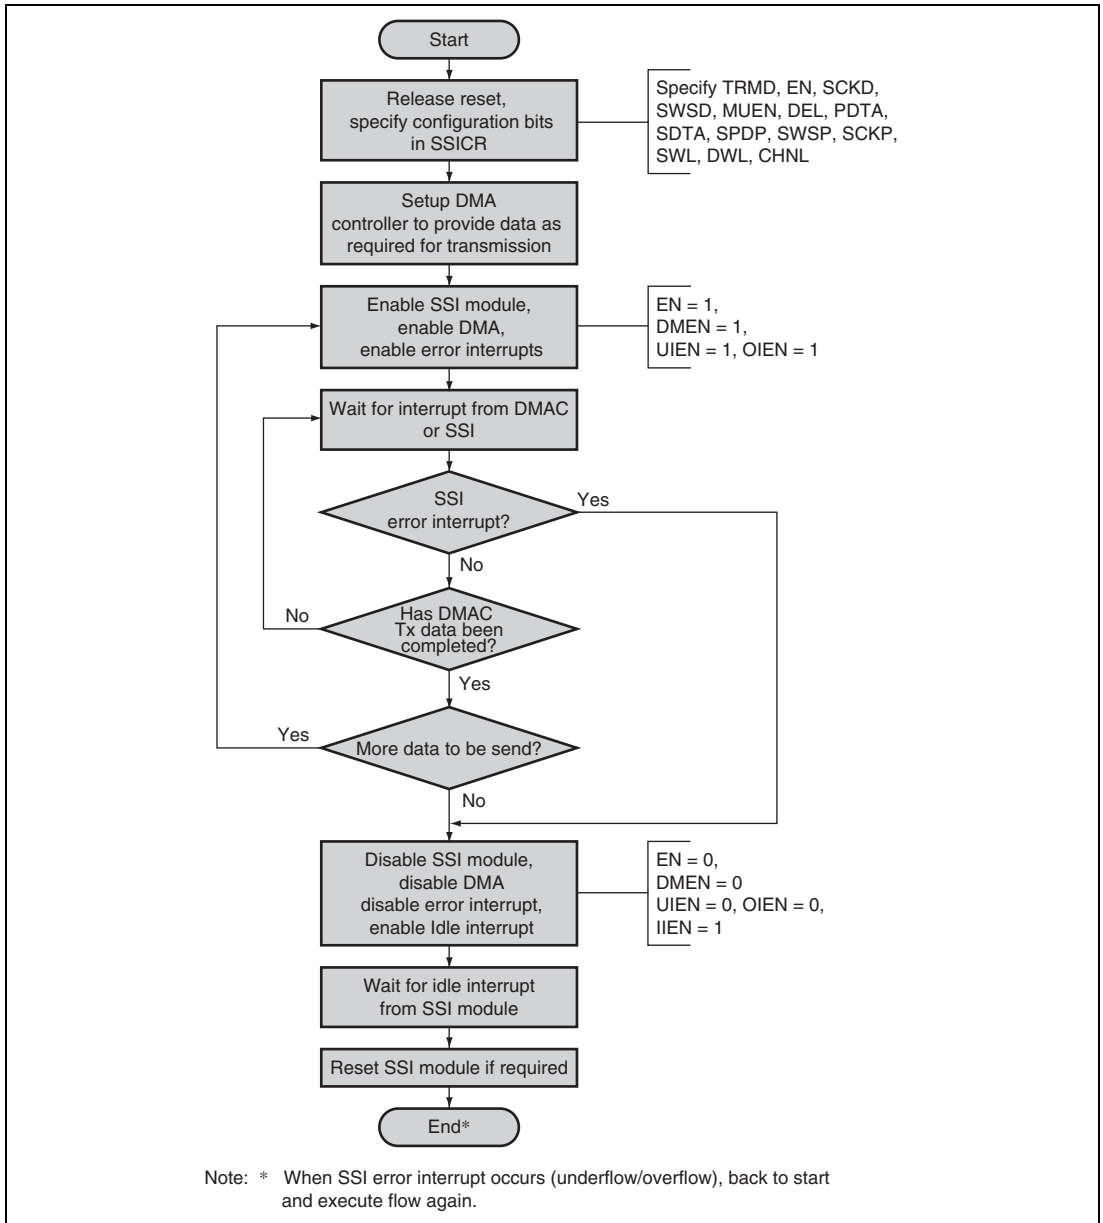 Start
Release reset,
specify configuration bits
in SSICR
Specify TRMD, EN, SCKD,
SWSD, MUEN, DEL, PDTA,
SDTA, SPDP, SWSP, SCKP,
SWL, DWL, CHNL
Setup DMA
controller to provide data as
required for transmission
Enable SSI module,
enable DMA,
enable error interrupts
EN = 1,
DMEN = 1,
UIEN = 1, OIEN = 1
Wait for interrupt from DMAC
or SSI
SSI
error interrupt?
Yes
No
Has DMAC
Tx data been
completed?
No
Yes
More data to be send?
Yes
No
Disable SSI module,
disable DMA
disable error interrupt,
enable Idle interrupt
EN = 0,
DMEN = 0
UIEN = 0, OIEN = 0,
IIEN = 1
Wait for idle interrupt
from SSI module
Reset SSI module if required
End*
Note: * When SSI error interrupt occurs (underflow/overflow), back to start
and execute flow again.